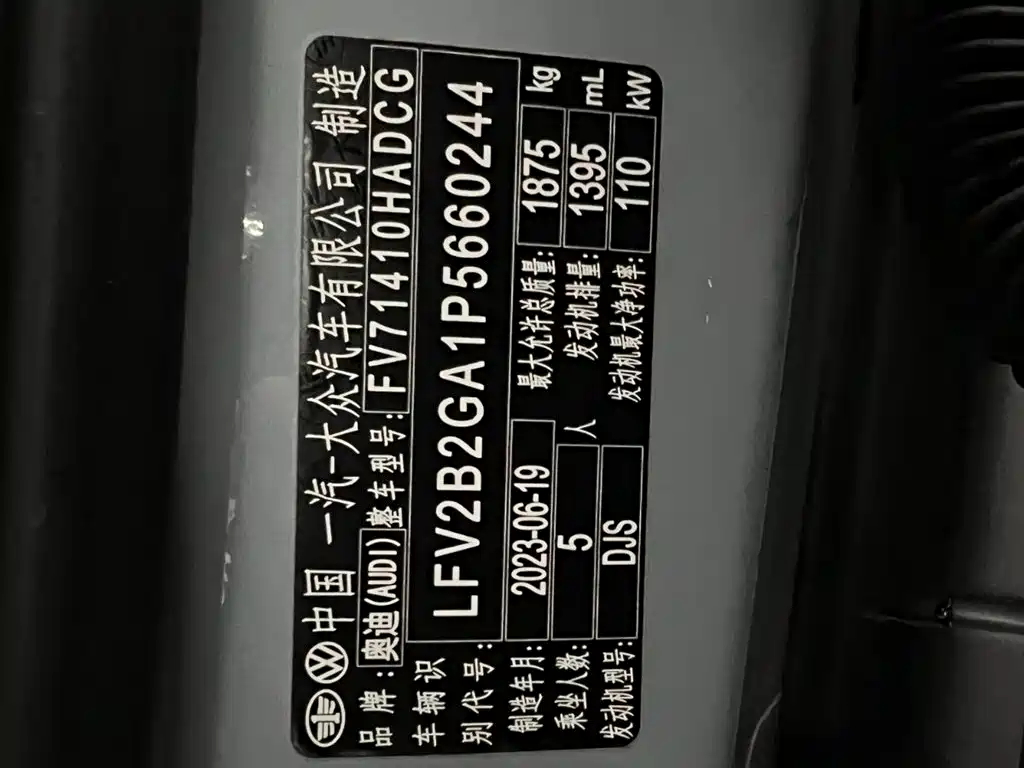 中国 一汽-大众汽车有限公司 制造
品牌:奥迪(AUDI) 整车型号:FV71410HADCG
车辆识别代号: LFV2B2GA1P5660244
制造年月: 2023-06-19 最大允许总质量: 1875 kg
乘坐人数: 5 人 发动机排量: 1395 mL
发动机型号: DJS 发动机最大净功率: 110 kW